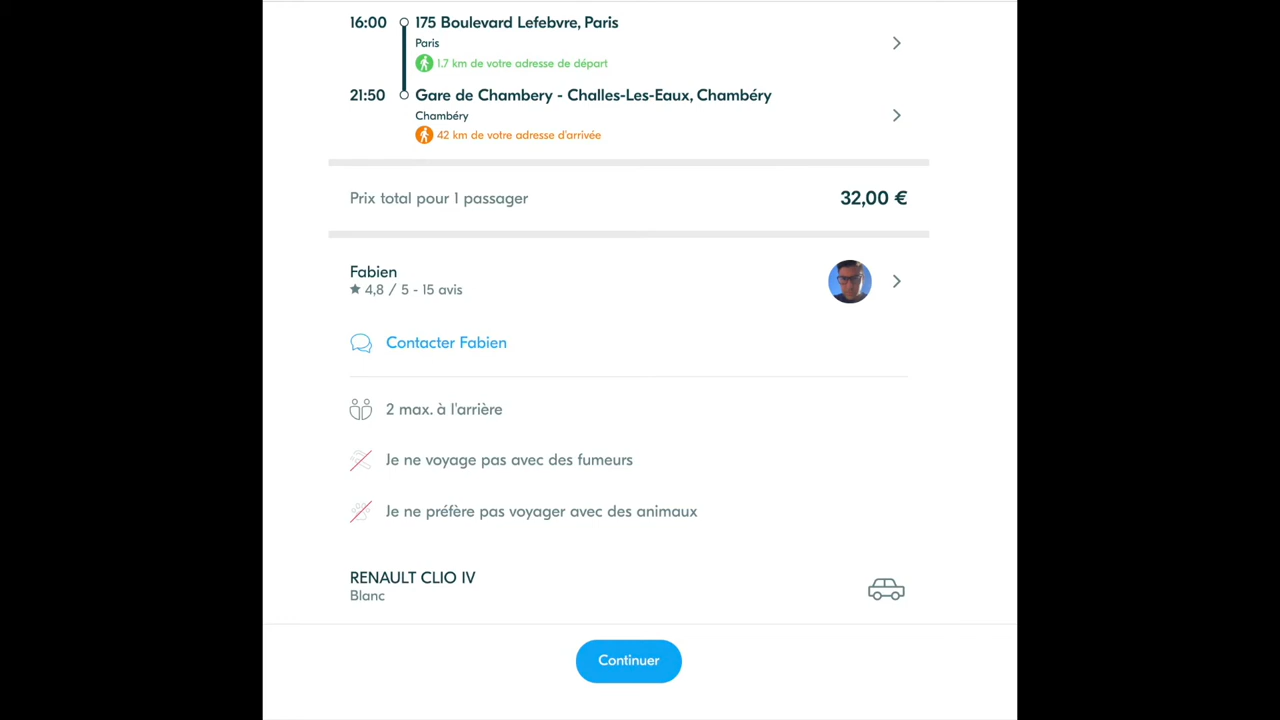 16:00 175 Boulevard Lefebvre, Paris
Paris
1.7 km de votre adresse de départ
21:50 Gare de Chambery - Challes-Les-Eaux, Chambéry
Chambéry
42 km de votre adresse d'arrivée
Prix total pour 1 passager 32,00 €
Fabien
4,8 / 5 - 15 avis
Contacter Fabien
2 max. à l'arrière
Je ne voyage pas avec des fumeurs
Je ne préfère pas voyager avec des animaux
RENAULT CLIO IV
Blanc
Continuer